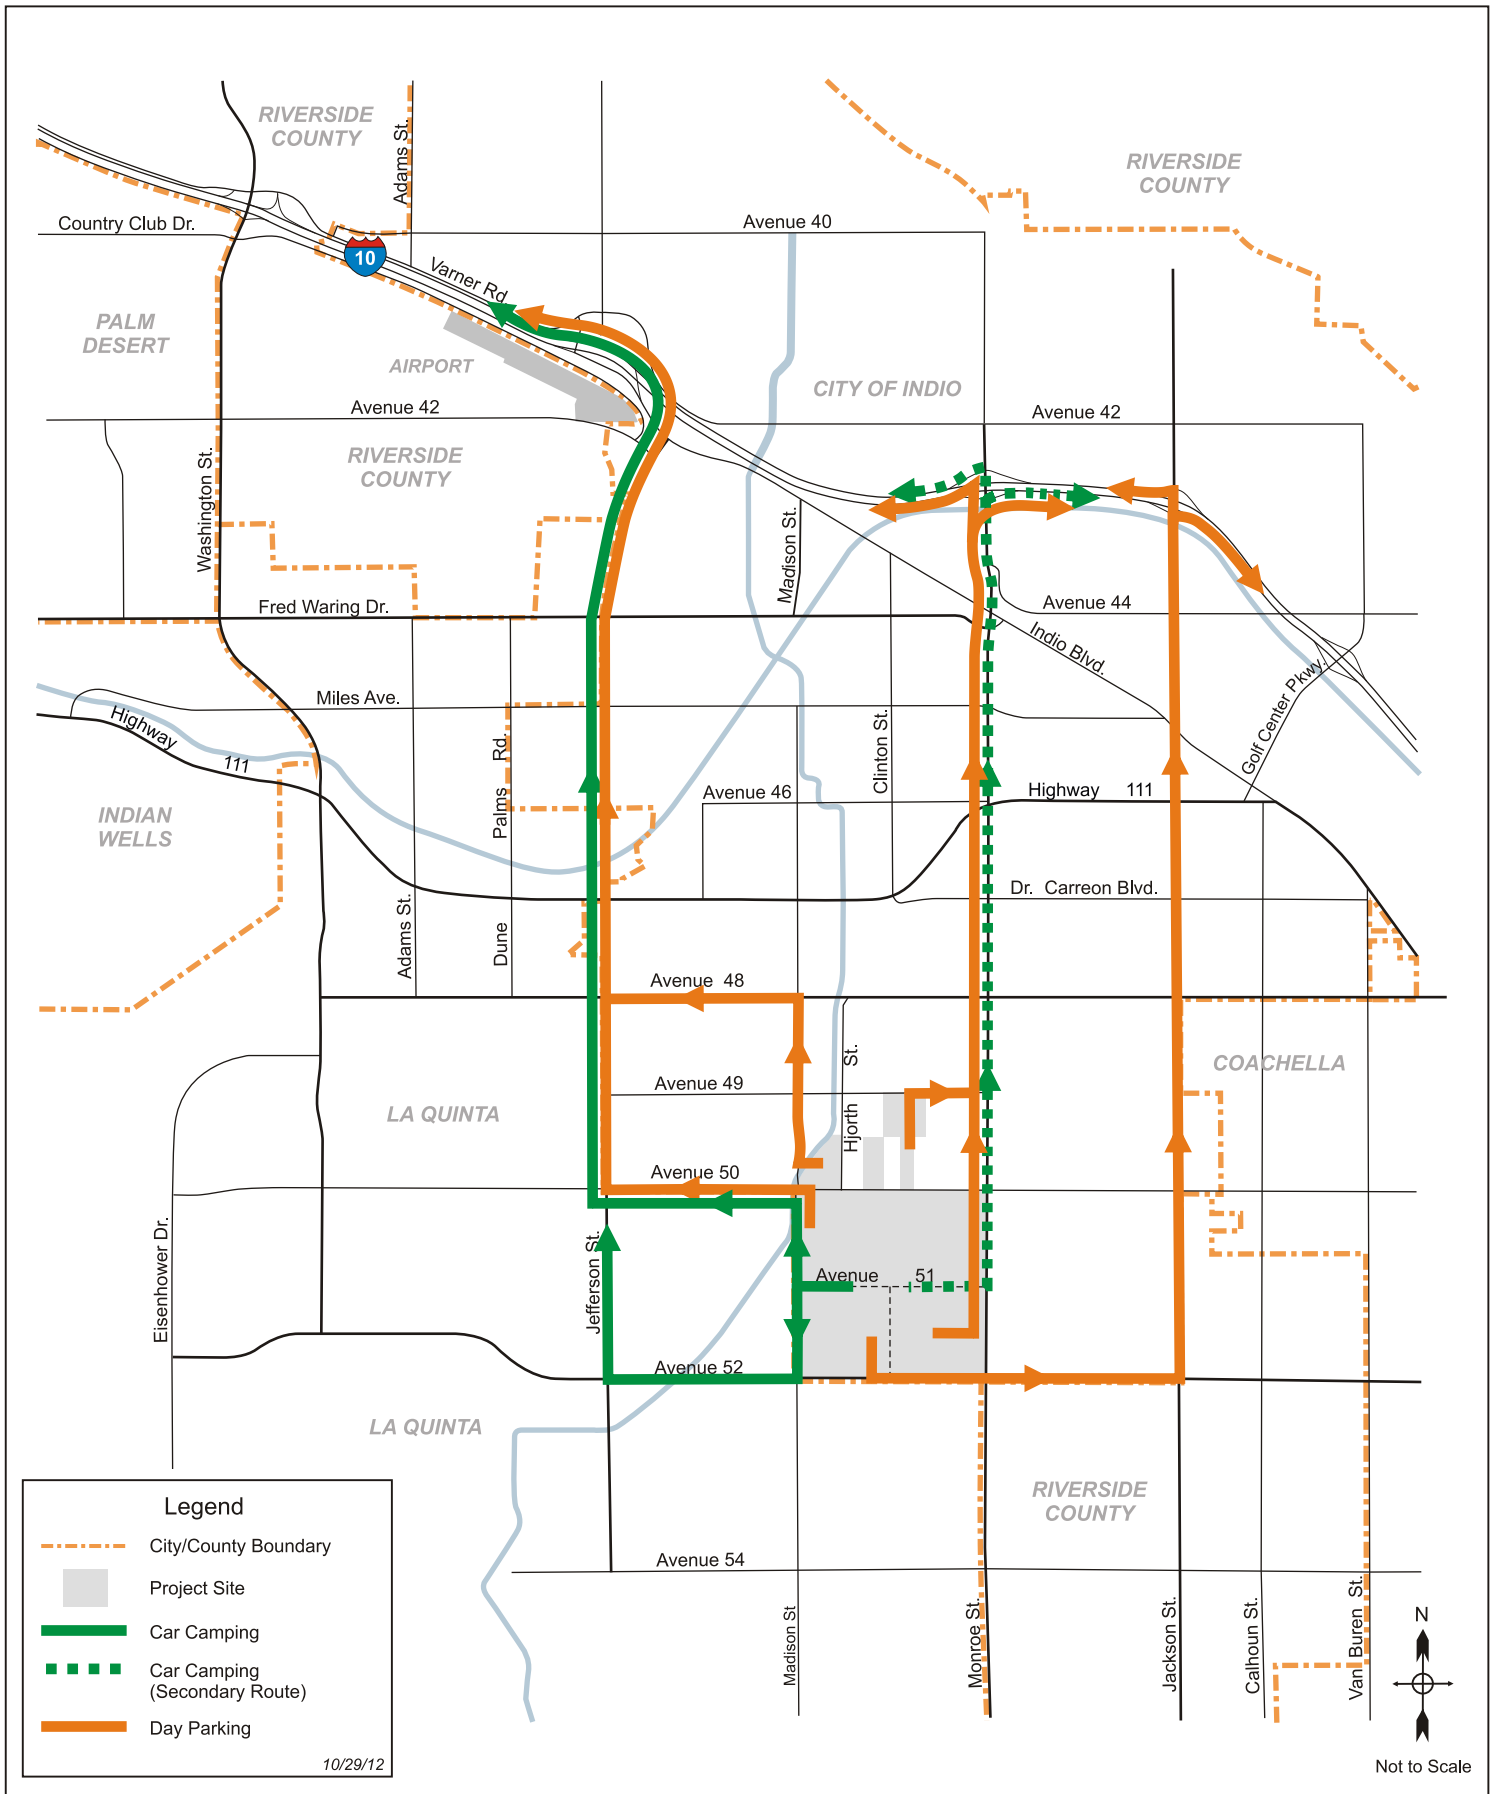 RIVERSIDE
COUNTY
Adams St.
RIVERSIDE
COUNTY
Country Club Dr.
Avenue 40
10
Varner Rd.
PALM
DESERT
AIRPORT
CITY OF INDIO
Avenue 42
Avenue 42
RIVERSIDE
COUNTY
Washington St.
Madison St.
Fred Waring Dr.
Avenue 44
Indio Blvd.
Miles Ave.
Highway 111
Palms Rd.
Dune
Clinton St.
Golf Center Pkwy.
INDIAN
WELLS
Avenue 46
Highway 111
Dr. Carreon Blvd.
Adams St.
Avenue 48
Hjorth St.
COACHELLA
Avenue 49
LA QUINTA
Avenue 50
Eisenhower Dr.
Jefferson St.
Avenue 51
Avenue 52
LA QUINTA
RIVERSIDE
COUNTY
Avenue 54
Madison St
Monroe St.
Jackson St.
Calhoun St.
Van Buren St.
N
Not to Scale
Legend
City/County Boundary
Project Site
Car Camping
Car Camping
(Secondary Route)
Day Parking
10/29/12